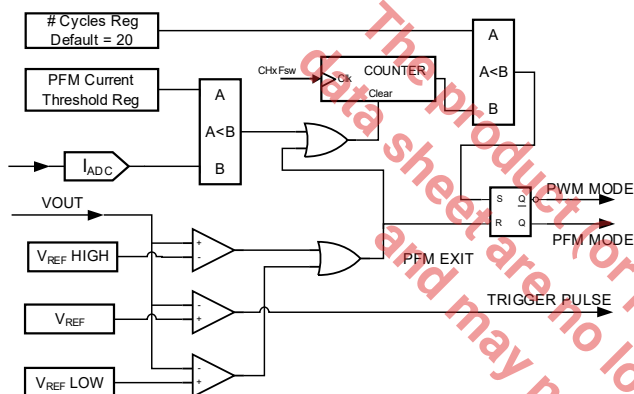 # Cycles Reg
Default = 20
PFM Current
Threshold Reg
IADC
A
A<B
B
CHx Fsw
Clk
COUNTER
Clear
A
A<B
B
VOUT
VREF HIGH
+
-
VREF
-
+
VREF LOW
-
+
PFM EXIT
S Q
R Q
PWM MODE
PFM MODE
TRIGGER PULSE
The product (or
data sheet are no lo
and may n